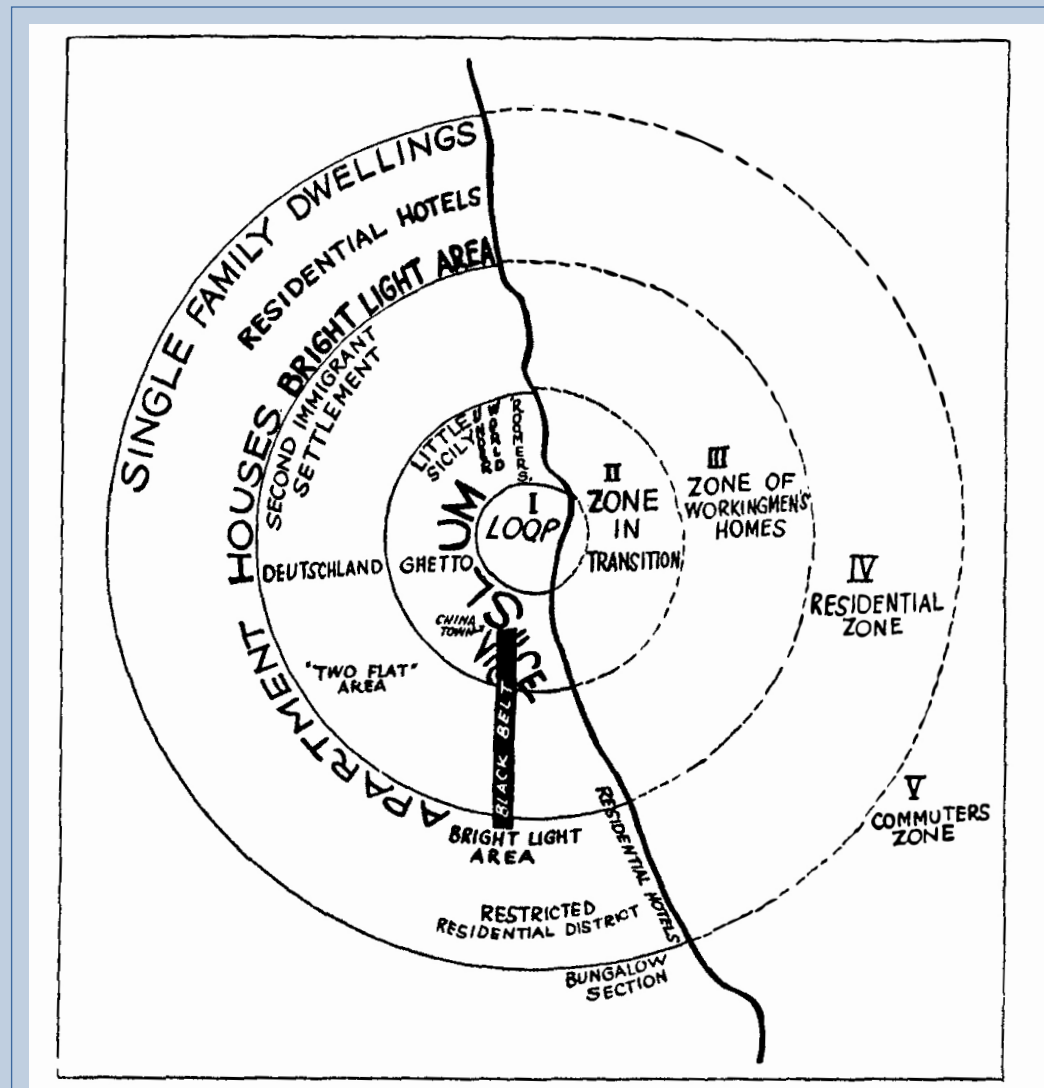 SINGLE FAMILY DWELLINGS
RESIDENTIAL HOTELS
BRIGHT LIGHT AREA
SECOND IMMIGRANT
SETTLEMENT
APARTMENT HOUSES
LITTLE
SICILY
UNDER
WORLD
ROOMERS
SLUM
I
LOOP
II
ZONE
IN
TRANSITION
III
ZONE OF
WORKINGMEN'S
HOMES
IV
RESIDENTIAL
ZONE
V
COMMUTERS
ZONE
DEUTSCHLAND
GHETTO
CHINA
TOWN
VICE
"TWO FLAT"
AREA
BLACK BELT
BRIGHT LIGHT
AREA
RESIDENTIAL HOTELS
RESTRICTED
RESIDENTIAL DISTRICT
BUNGALOW
SECTION